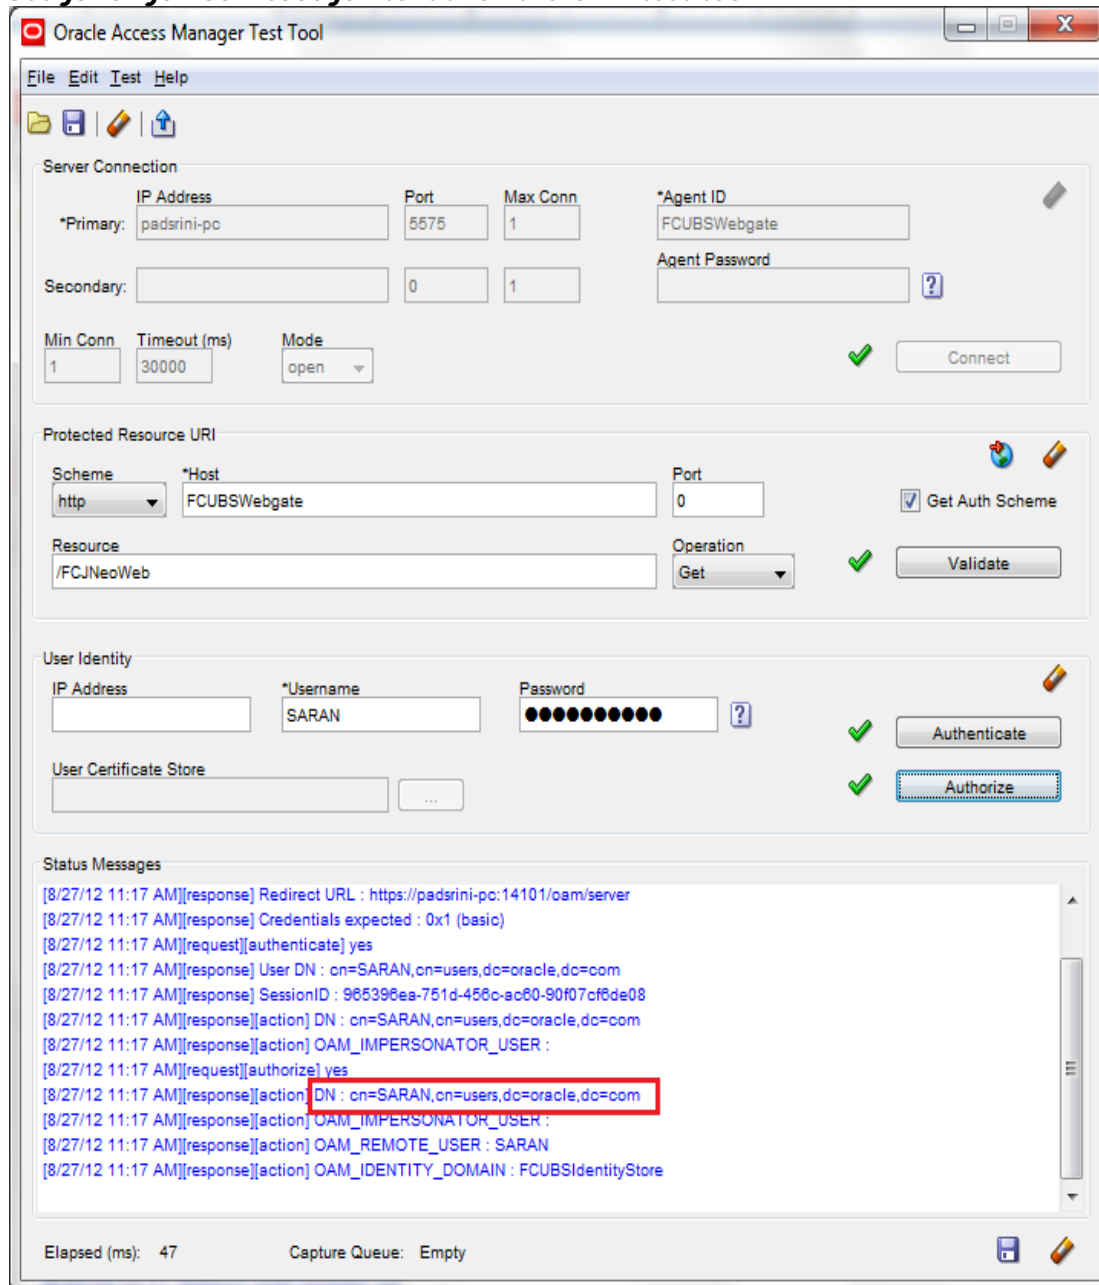 Oracle Access Manager Test Tool
File Edit Test Help
Server Connection
IP Address Port Max Conn *Agent ID
*Primary: padsrini-pc 5575 1 FCUBSWebgate
Agent Password
Secondary: 0 1
Min Conn Timeout (ms) Mode
1 30000 open Connect
Protected Resource URI
Scheme *Host Port
http FCUBSWebgate 0 Get Auth Scheme
Resource Operation
/FCJNeoWeb Get Validate
User Identity
IP Address *Username Password
SARAN ●●●●●●●●●●
Authenticate
User Certificate Store
... Authorize
Status Messages
[8/27/12 11:17 AM][response] Redirect URL : https://padsrini-pc:14101/oam/server
[8/27/12 11:17 AM][response] Credentials expected : 0x1 (basic)
[8/27/12 11:17 AM][request][authenticate] yes
[8/27/12 11:17 AM][response] User DN : cn=SARAN,cn=users,dc=oracle,dc=com
[8/27/12 11:17 AM][response] SessionID : 965396ea-751d-456c-ac60-90f07cf6de08
[8/27/12 11:17 AM][response][action] DN : cn=SARAN,cn=users,dc=oracle,dc=com
[8/27/12 11:17 AM][response][action] OAM_IMPERSONATOR_USER :
[8/27/12 11:17 AM][request][authorize] yes
[8/27/12 11:17 AM][response][action] DN : cn=SARAN,cn=users,dc=oracle,dc=com
[8/27/12 11:17 AM][response][action] OAM_IMPERSONATOR_USER :
[8/27/12 11:17 AM][response][action] OAM_REMOTE_USER : SARAN
[8/27/12 11:17 AM][response][action] OAM_IDENTITY_DOMAIN : FCUBSIdentityStore
Elapsed (ms): 47 Capture Queue: Empty